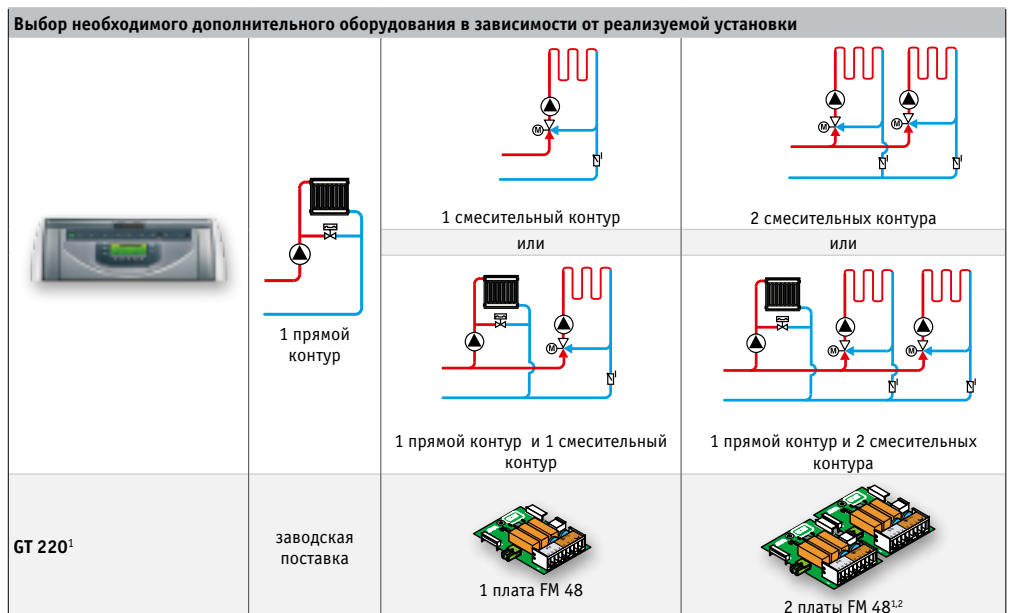 Выбор необходимого дополнительного оборудования в зависимости от реализуемой установки
1 прямой
контур
M
1 смесительный контур
M
M
2 смесительных контура
или
или
M
1 прямой контур и 1 смесительный
контур
M
M
1 прямой контур и 2 смесительных
контура
GT 220¹
заводская
поставка
1 плата FM 48
2 платы FM 48¹,²